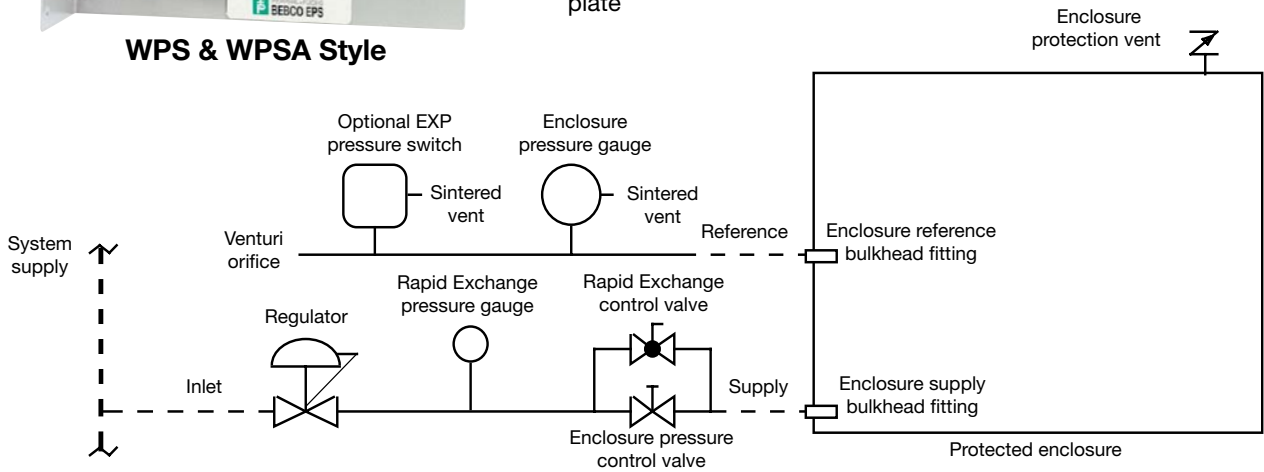 BEBCO EPS
plate
WPS & WPSA Style
Enclosure
protection vent
Optional EXP
pressure switch
Enclosure
pressure gauge
Sintered
vent
Sintered
vent
System
supply
Venturi
orifice
Reference
Enclosure reference
bulkhead fitting
Rapid Exchange
pressure gauge
Rapid Exchange
control valve
Regulator
Inlet
Supply
Enclosure supply
bulkhead fitting
Enclosure pressure
control valve
Protected enclosure